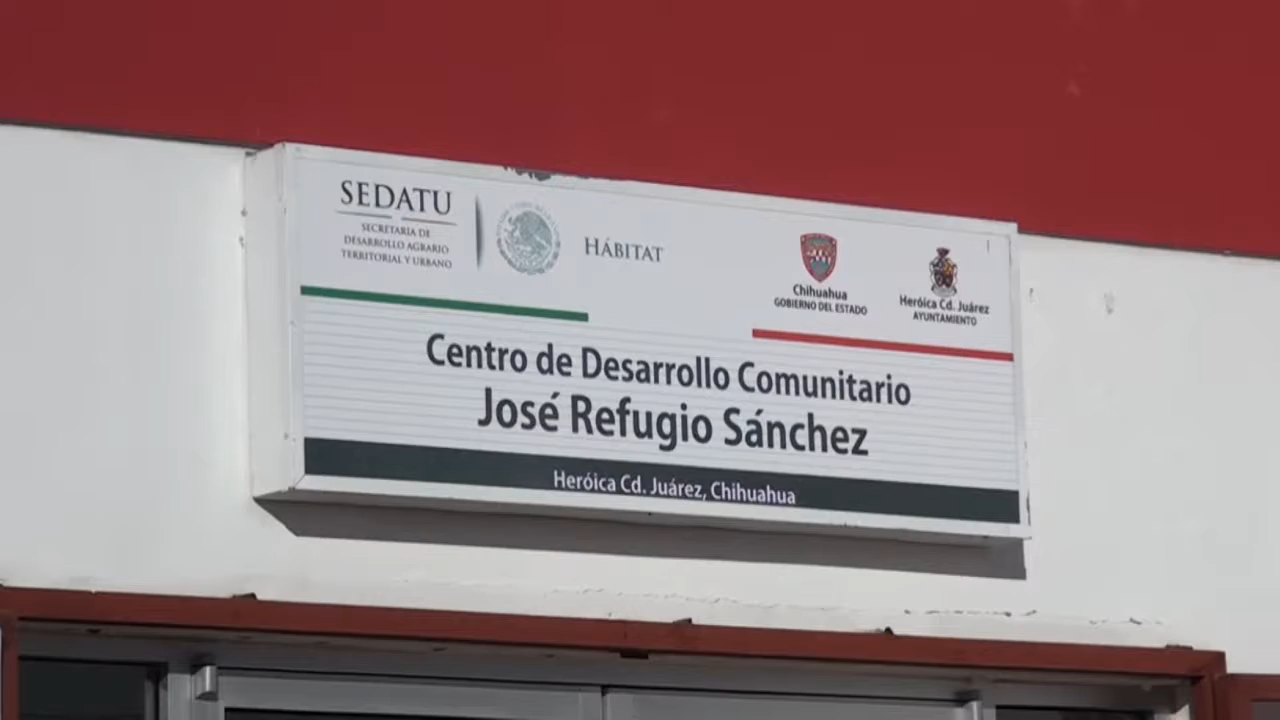 SEDATU
SECRETARIA DE
DESARROLLO AGRARIO
TERRITORIAL Y URBANO
HÁBITAT
Chihuahua
GOBIERNO DEL ESTADO
Heróica Cd. Juárez
AYUNTAMIENTO
Centro de Desarrollo Comunitario
José Refugio Sánchez
Heróica Cd. Juárez, Chihuahua